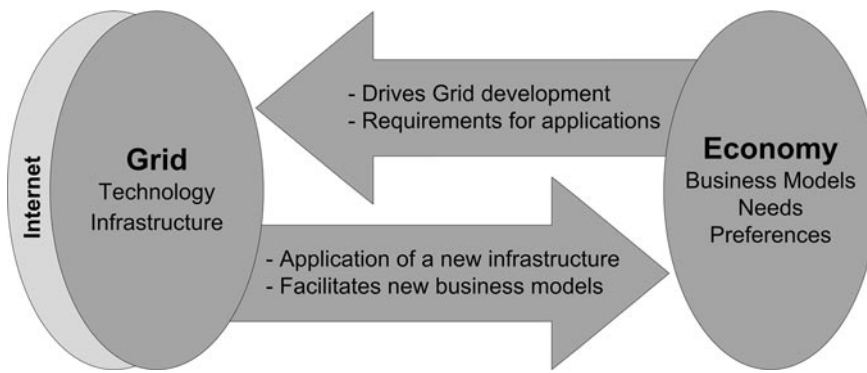 Internet
Grid
Technology
Infrastructure
- Drives Grid development
- Requirements for applications
- Application of a new infrastructure
- Facilitates new business models
Economy
Business Models
Needs
Preferences